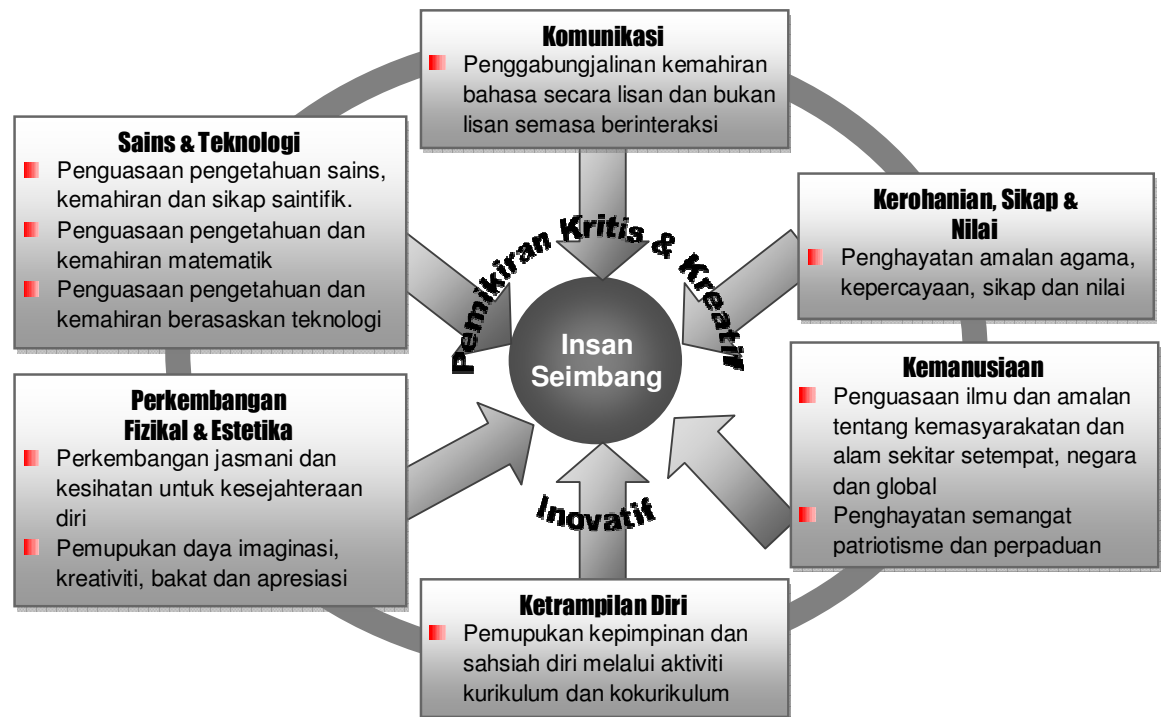 Komunikasi
Penggabungjalinan kemahiran
bahasa secara lisan dan bukan
lisan semasa berinteraksi
Sains & Teknologi
Penguasaan pengetahuan sains,
kemahiran dan sikap saintifik.
Penguasaan pengetahuan dan
kemahiran matematik
Penguasaan pengetahuan dan
kemahiran berasaskan teknologi
Kerohanian, Sikap &
Nilai
Penghayatan amalan agama,
kepercayaan, sikap dan nilai
Pemikiran Kritis & Kreatif
Insan
Seimbang
Inovatif
Perkembangan
Fizikal & Estetika
Perkembangan jasmani dan
kesihatan untuk kesejahteraan
diri
Pemupukan daya imaginasi,
kreativiti, bakat dan apresiasi
Kemanusiaan
Penguasaan ilmu dan amalan
tentang kemasyarakatan dan
alam sekitar setempat, negara
dan global
Penghayatan semangat
patriotisme dan perpaduan
Ketrampilan Diri
Pemupukan kepimpinan dan
sahsiah diri melalui aktiviti
kurikulum dan kokurikulum